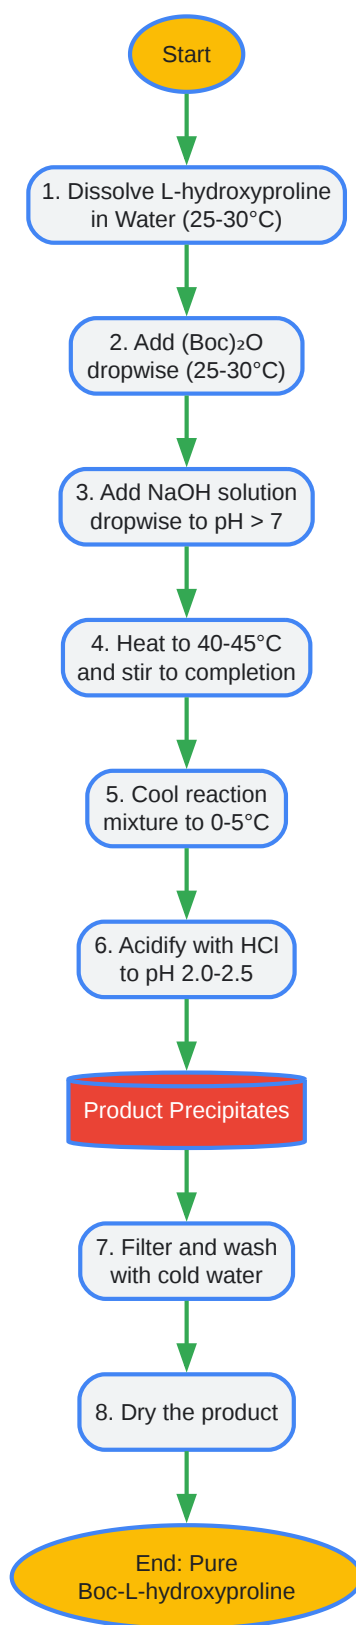 Start
1. Dissolve L-hydroxyproline
in Water (25-30°C)
2. Add (Boc)₂O
dropwise (25-30°C)
3. Add NaOH solution
dropwise to pH > 7
4. Heat to 40-45°C
and stir to completion
5. Cool reaction
mixture to 0-5°C
6. Acidify with HCl
to pH 2.0-2.5
Product Precipitates
7. Filter and wash
with cold water
8. Dry the product
End: Pure
Boc-L-hydroxyproline